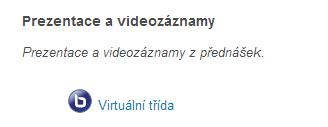 Prezentace a videozáznamy
Prezentace a videozáznamy z přednášek.
b Virtuální třída